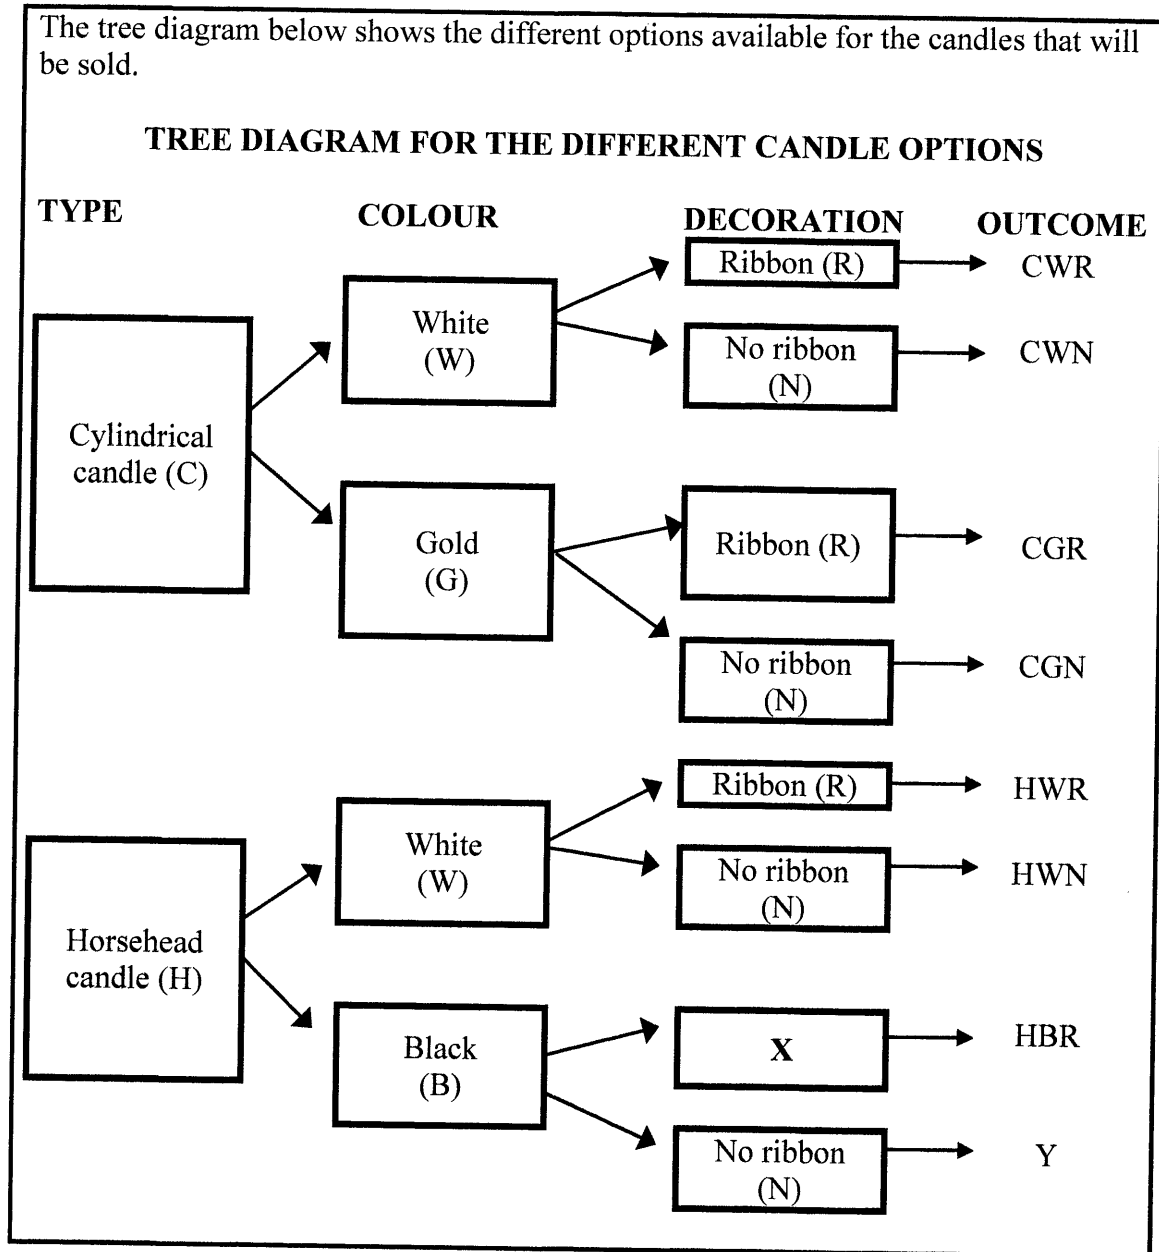 The tree diagram below shows the different options available for the candles that will
be sold.
TREE DIAGRAM FOR THE DIFFERENT CANDLE OPTIONS
TYPE
COLOUR
DECORATION
OUTCOME
Cylindrical
candle (C)
White
(W)
Ribbon (R)
CWR
No ribbon
(N)
CWN
Gold
(G)
Ribbon (R)
CGR
No ribbon
(N)
CGN
Horsehead
candle (H)
White
(W)
Ribbon (R)
HWR
No ribbon
(N)
HWN
Black
(B)
X
HBR
No ribbon
(N)
Y